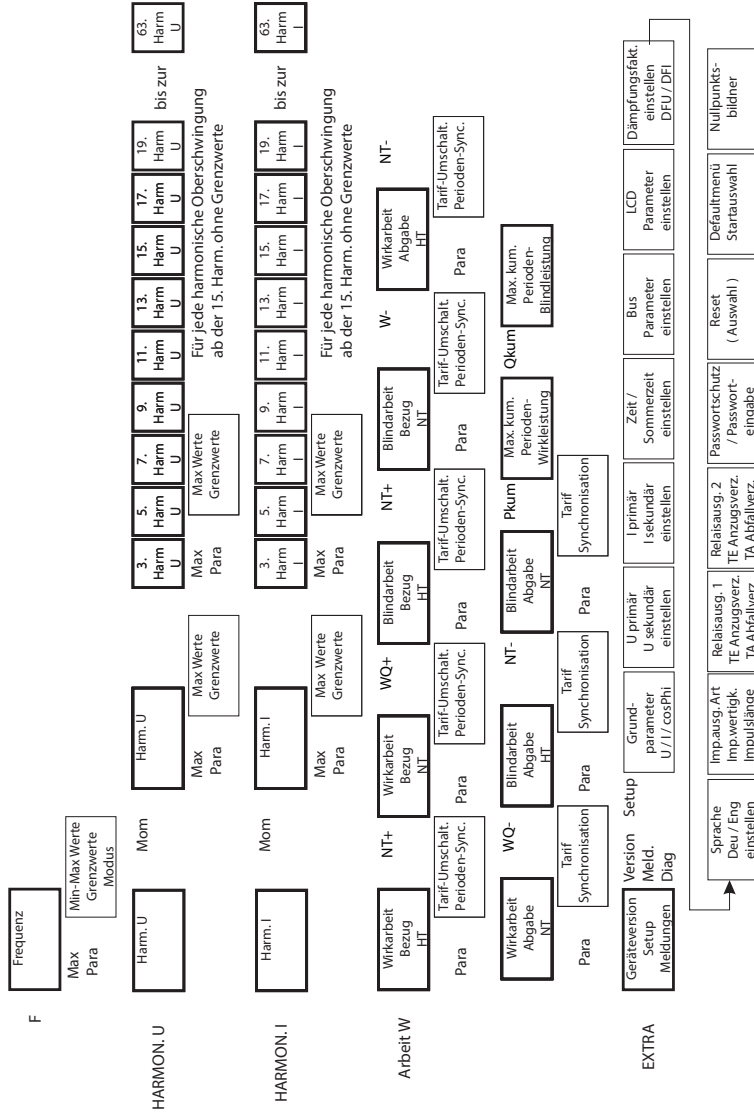 F
Frequenz
Max
Para
Min-Max Werte
Grenzwerte
Modus
HARMON. U
Harm. U
Mom
Harm. U
Max
Para
Max Werte
Grenzwerte
3.
Harm
U
5.
Harm
U
7.
Harm
U
9.
Harm
U
11.
Harm
U
13.
Harm
U
15.
Harm
U
17.
Harm
U
19.
Harm
U
bis zur
63.
Harm
U
Max
Para
Max Werte
Grenzwerte
Für jede harmonische Oberschwingung
ab der 15. Harm. ohne Grenzwerte
HARMON. I
Harm. I
Mom
Harm. I
Max
Para
Max Werte
Grenzwerte
3.
Harm
I
5.
Harm
I
7.
Harm
I
9.
Harm
I
11.
Harm
I
13.
Harm
I
15.
Harm
I
17.
Harm
I
19.
Harm
I
bis zur
63.
Harm
I
Max
Para
Max Werte
Grenzwerte
Für jede harmonische Oberschwingung
ab der 15. Harm. ohne Grenzwerte
Arbeit W
Wirkarbeit
Bezug
HT
NT+
Wirkarbeit
Bezug
NT
WQ+
Blindarbeit
Bezug
HT
NT+
Blindarbeit
Bezug
NT
W-
Wirkarbeit
Abgabe
HT
NT-
Para
Tarif-Umschalt.
Perioden-Sync.
Para
Tarif-Umschalt.
Perioden-Sync.
Para
Tarif-Umschalt.
Perioden-Sync.
Para
Tarif-Umschalt.
Perioden-Sync.
Para
Tarif-Umschalt.
Perioden-Sync.
Wirkarbeit
Abgabe
NT
WQ-
Blindarbeit
Abgabe
HT
NT-
Blindarbeit
Abgabe
NT
Pkum
Max. kum.
Perioden-
Wirkleistung
Qkum
Max. kum.
Perioden-
Blindleistung
Para
Tarif
Synchronisation
Para
Tarif
Synchronisation
Para
Tarif
Synchronisation
EXTRA
Geräteversion
Setup
Meldungen
Version
Meld.
Diag
Setup
Grund-
parameter
U / I / cosPhi
U primär
U sekundär
einstellen
I primär
I sekundär
einstellen
Zeit /
Sommerzeit
einstellen
Bus
Parameter
einstellen
LCD
Parameter
einstellen
Dämpfungsfakt.
einstellen
DFU / DFI
Sprache
Deu / Eng
einstellen
Imp.ausg. Art
Imp.wertigk.
Impulslänge
Relaisausg. 1
TE Anzugsverz.
TA Abfallverz.
Relaisausg. 2
TE Anzugsverz.
TA Abfallverz.
Passwortschutz
/ Passwort-
eingabe
Reset
( Auswahl )
Defaultmenü
Startauswahl
Nullpunkts-
bildner